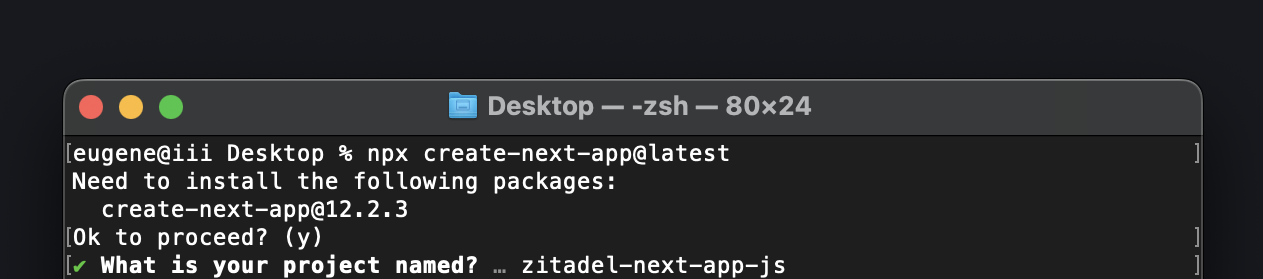 Desktop — -zsh — 80×24
[eugene@iii Desktop % npx create-next-app@latest ]
Need to install the following packages:
  create-next-app@12.2.3
[Ok to proceed? (y) ]
[✔ What is your project named? … zitadel-next-app-js ]